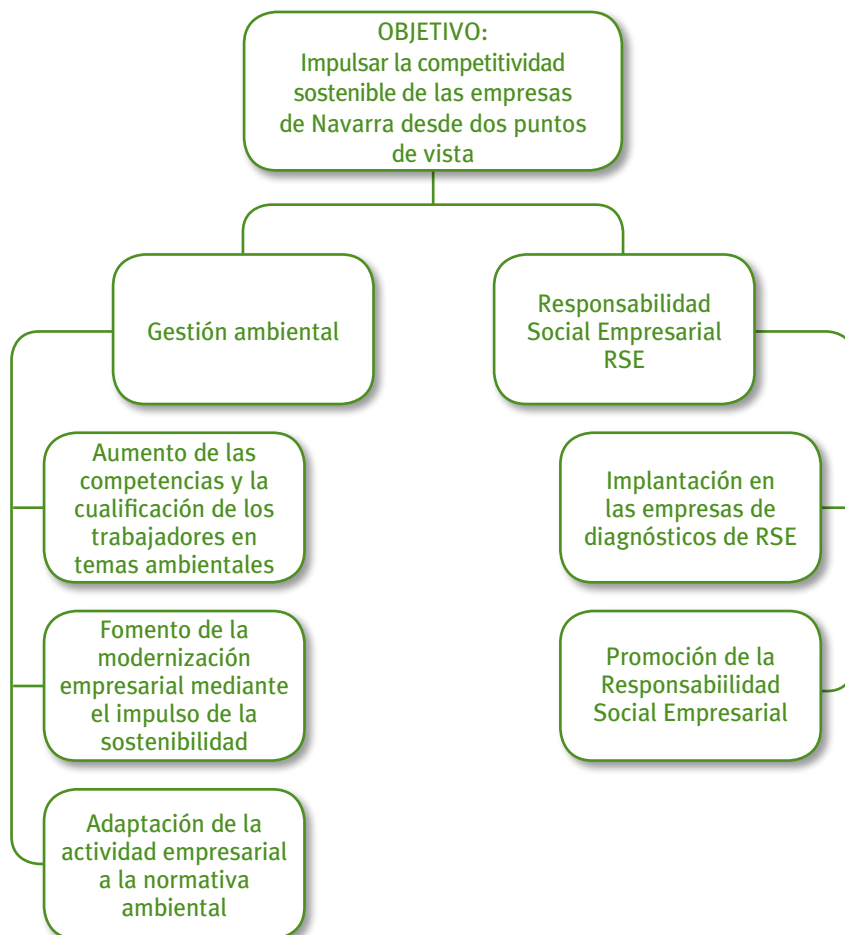 OBJETIVO:
Impulsar la competitividad
sostenible de las empresas
de Navarra desde dos puntos
de vista
Gestión ambiental
Responsabilidad
Social Empresarial
RSE
Aumento de las
competencias y la
cualificación de los
trabajadores en
temas ambientales
Implantación en
las empresas de
diagnósticos de RSE
Fomento de la
modernización
empresarial mediante
el impulso de la
sostenibilidad
Promoción de la
Responsabiilidad
Social Empresarial
Adaptación de la
actividad empresarial
a la normativa
ambiental